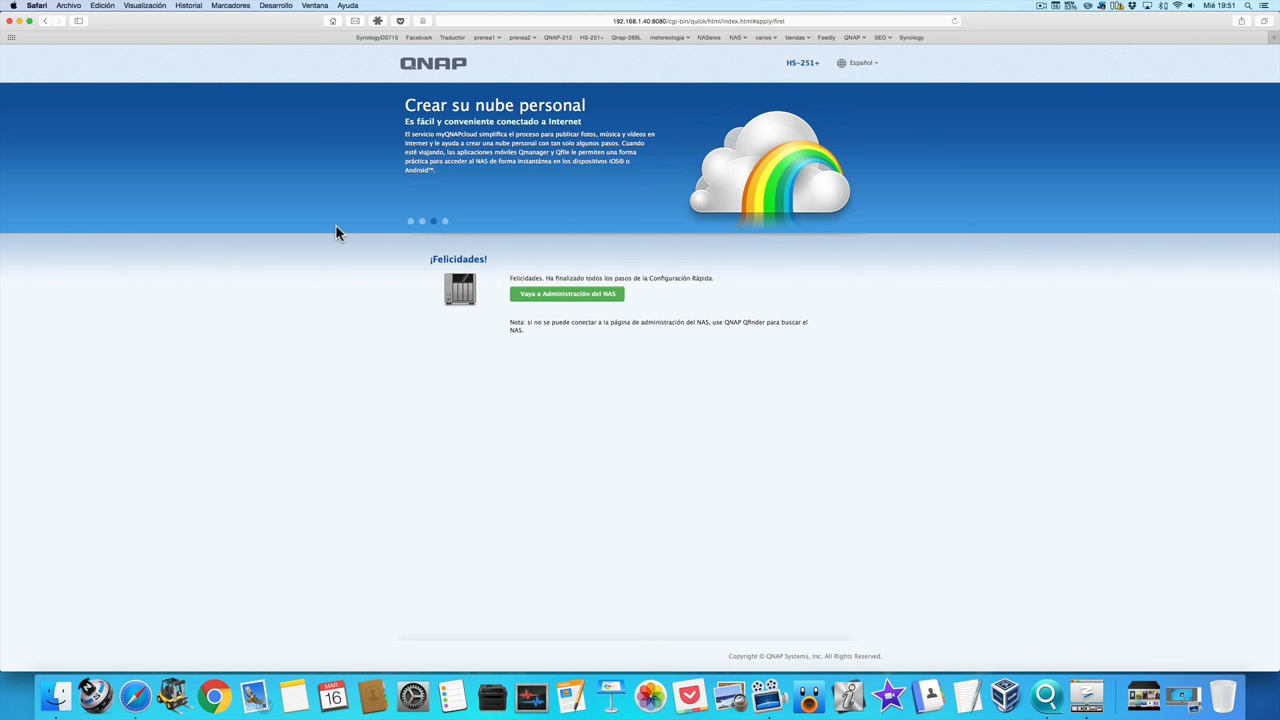 Safari Archivo Edición Visualización Historial Marcadores Desarrollo Ventana Ayuda
Mié 19:51
192.168.1.40:8080/cgi-bin/quick/html/index.html#apply/first
SynologyDS715 Facebook Traductor prensa1 prensa2 QNAP-212 HS-251+ Qnap-269L metereologia NASeros NAS varios tiendas Feedly QNAP SEO Synology
QNAP
HS-251+ Español
Crear su nube personal
Es fácil y conveniente conectado a Internet
El servicio myQNAPcloud simplifica el proceso para publicar fotos, música y vídeos en
Internet y le ayuda a crear una nube personal con tan solo algunos pasos. Cuando
esté viajando, las aplicaciones móviles Qmanager y Qfile le permiten una forma
práctica para acceder al NAS de forma instantánea en los dispositivos iOS® o
Android™.
¡Felicidades!
Felicidades. Ha finalizado todos los pasos de la Configuración Rápida.
Vaya a Administración del NAS
Nota: si no se puede conectar a la página de administración del NAS, use QNAP Qfinder para buscar el
NAS.
Copyright © QNAP Systems, Inc. All Rights Reserved.
MAR
16